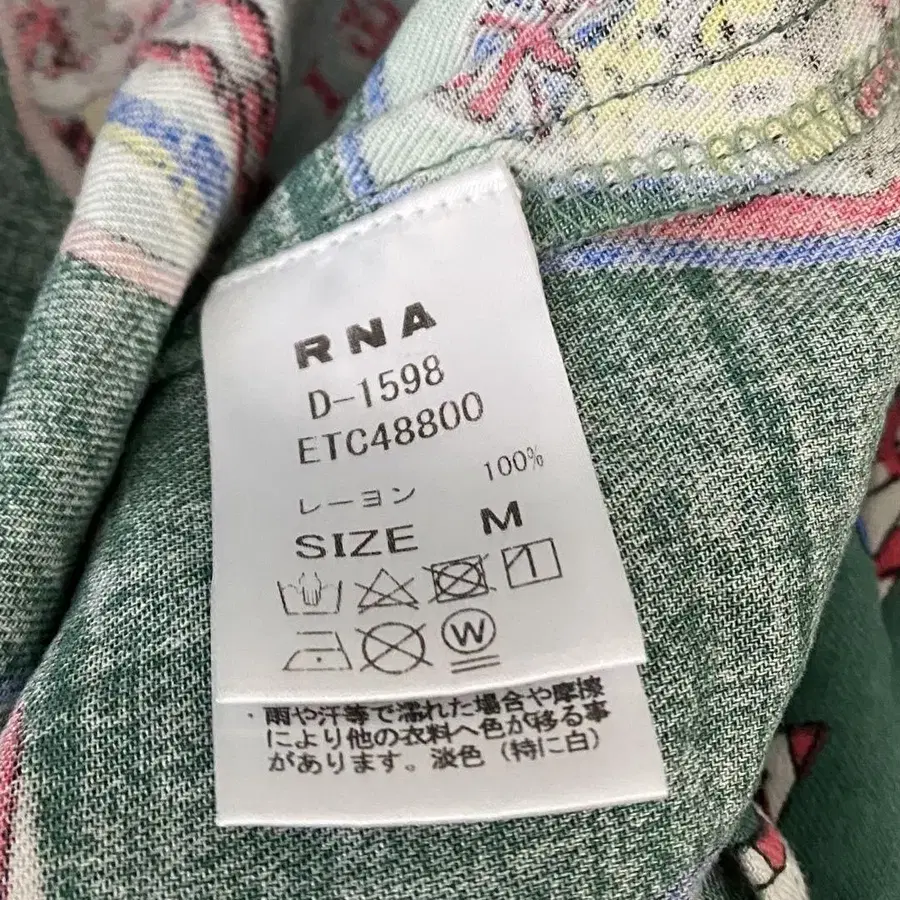 RNA
D-1598
ETC48800
レーヨン 100%
SIZE M
W
雨や汗等で濡れた場合や摩擦
により他の衣料へ色が移る事
があります。淡色(特に白)